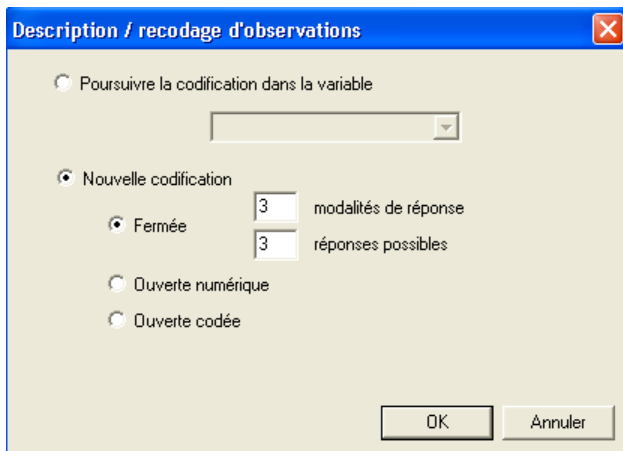 Description / recodage d'observations
Poursuivre la codification dans la variable
Nouvelle codification
Fermée
3 modalités de réponse
3 réponses possibles
Ouverte numérique
Ouverte codée
OK Annuler